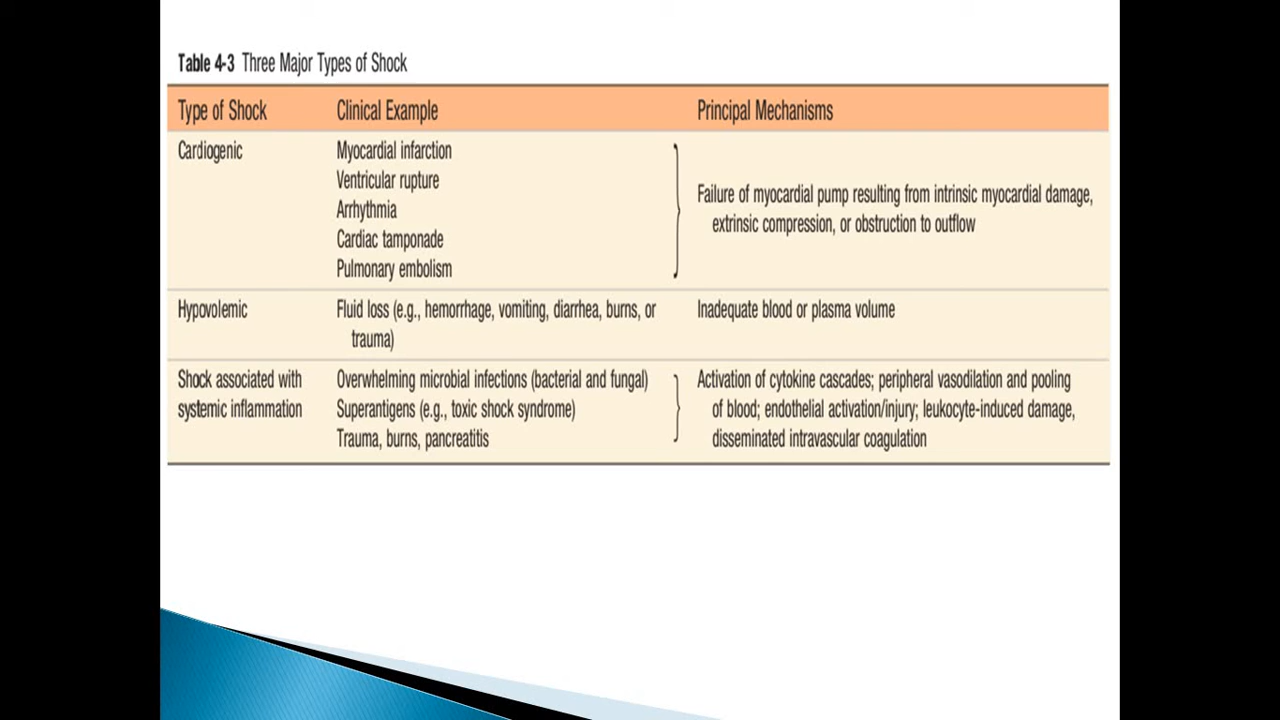 Table 4-3 Three Major Types of Shock
Type of Shock Clinical Example Principal Mechanisms
Cardiogenic
Myocardial infarction
Ventricular rupture
Arrhythmia
Cardiac tamponade
Pulmonary embolism
Failure of myocardial pump resulting from intrinsic myocardial damage,
extrinsic compression, or obstruction to outflow
Hypovolemic
Fluid loss (e.g., hemorrhage, vomiting, diarrhea, burns, or
trauma)
Inadequate blood or plasma volume
Shock associated with
systemic inflammation
Overwhelming microbial infections (bacterial and fungal)
Superantigens (e.g., toxic shock syndrome)
Trauma, burns, pancreatitis
Activation of cytokine cascades; peripheral vasodilation and pooling
of blood; endothelial activation/injury; leukocyte-induced damage,
disseminated intravascular coagulation